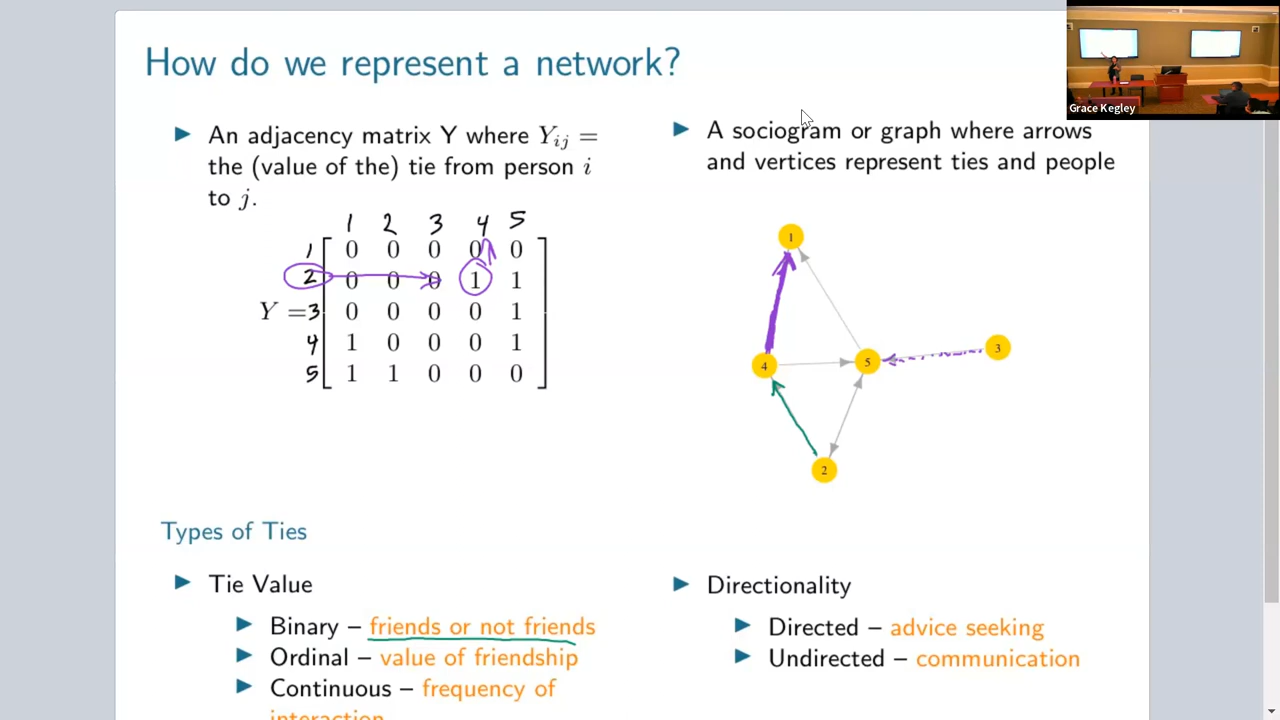 How do we represent a network?
Grace Kegley
▶ An adjacency matrix Y where Y_ij =
the (value of the) tie from person i
to j.
1 2 3 4 5
1 0 0 0 0 0
2 0 0 0 1 1
Y = 3 0 0 0 0 1
4 1 0 0 0 1
5 1 1 0 0 0
▶ A sociogram or graph where arrows
and vertices represent ties and people
1
3
5
4
2
Types of Ties
▶ Tie Value
▶ Binary – friends or not friends
▶ Ordinal – value of friendship
▶ Continuous – frequency of
interaction
▶ Directionality
▶ Directed – advice seeking
▶ Undirected – communication